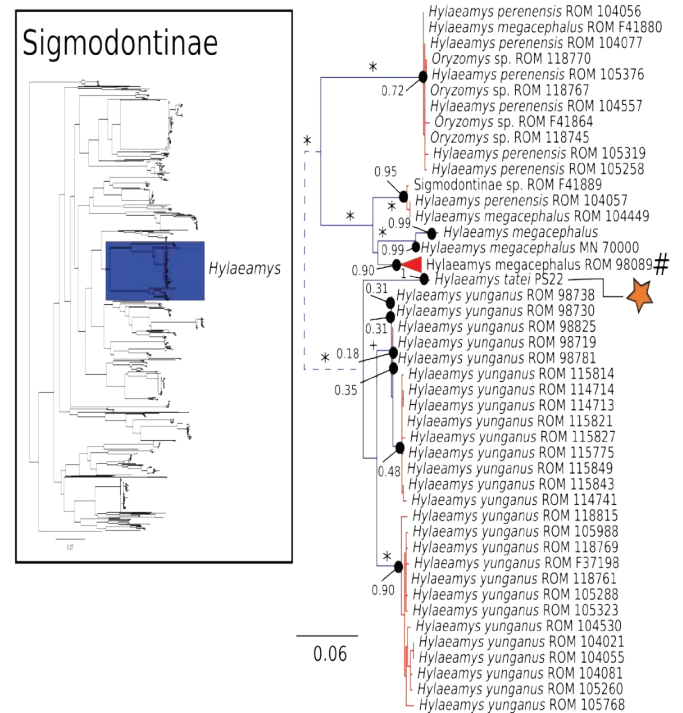 Sigmodontinae
Hylaeamys
Hylaeamys perenensis ROM 104056
Hylaeamys megacephalus ROM F41880
Hylaeamys perenensis ROM 104077
Oryzomys sp. ROM 118770
Hylaeamys perenensis ROM 105376
Oryzomys sp. ROM 118767
Hylaeamys perenensis ROM 104557
Oryzomys sp. ROM F41864
Oryzomys sp. ROM 118745
Hylaeamys perenensis ROM 105319
Hylaeamys perenensis ROM 105258
Sigmodontinae sp. ROM F41889
Hylaeamys perenensis ROM 104057
Hylaeamys megacephalus ROM 104449
Hylaeamys megacephalus
Hylaeamys megacephalus MN 70000
Hylaeamys megacephalus ROM 98089 #
Hylaeamys tatei PS22
Hylaeamys yunganus ROM 98738
Hylaeamys yunganus ROM 98730
Hylaeamys yunganus ROM 98825
Hylaeamys yunganus ROM 98719
Hylaeamys yunganus ROM 98781
Hylaeamys yunganus ROM 115814
Hylaeamys yunganus ROM 114714
Hylaeamys yunganus ROM 114713
Hylaeamys yunganus ROM 115821
Hylaeamys yunganus ROM 115827
Hylaeamys yunganus ROM 115775
Hylaeamys yunganus ROM 115849
Hylaeamys yunganus ROM 115843
Hylaeamys yunganus ROM 114741
Hylaeamys yunganus ROM 118815
Hylaeamys yunganus ROM 105988
Hylaeamys yunganus ROM 118769
Hylaeamys yunganus ROM F37198
Hylaeamys yunganus ROM 118761
Hylaeamys yunganus ROM 105288
Hylaeamys yunganus ROM 105323
Hylaeamys yunganus ROM 104530
Hylaeamys yunganus ROM 104021
Hylaeamys yunganus ROM 104055
Hylaeamys yunganus ROM 104081
Hylaeamys yunganus ROM 105260
Hylaeamys yunganus ROM 105768
*
0.72
*
0.95
*
*
0.99
*
0.99
0.90
1
0.31
0.31
+
0.18
*
0.35
0.48
*
0.90
0.06